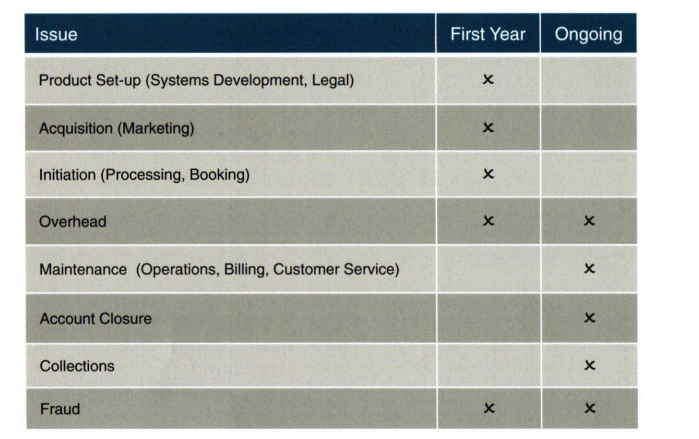 Issue First Year Ongoing
Product Set-up (Systems Development, Legal) x
Acquisition (Marketing) x
Initiation (Processing, Booking) x
Overhead x x
Maintenance (Operations, Billing, Customer Service) x
Account Closure x
Collections x
Fraud x x